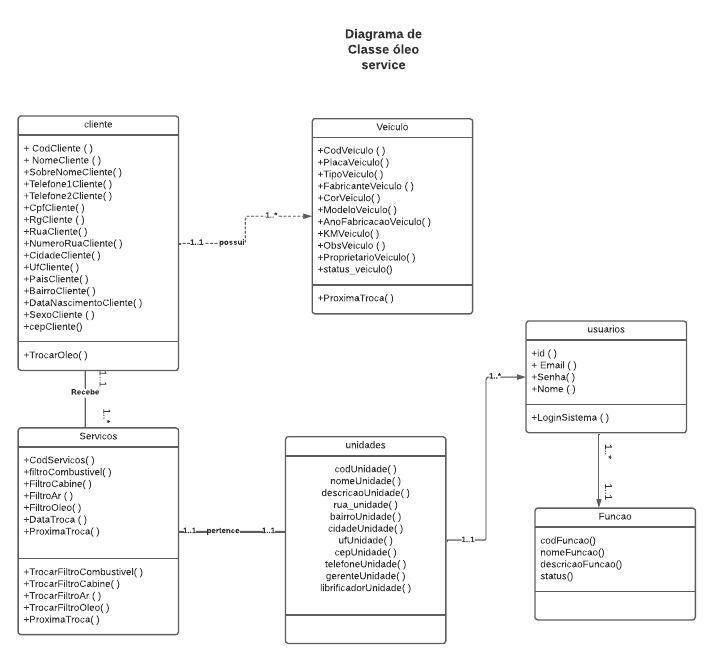 Diagrama de
Classe óleo
service
cliente
+ CodCliente ( )
+ NomeCliente ( )
+SobreNomeCliente( )
+Telefone1Cliente( )
+Telefone2Cliente( )
+CpfCliente( )
+RgCliente ( )
+RuaCliente( )
+NumeroRuaCliente( )
+CidadeCliente( )
+UfCliente( )
+PaisCliente( )
+BairroCliente( )
+DataNascimentoCliente( )
+SexoCliente ( )
+cepCliente()
+TrocarOleo( )
1..1
possui
1..*
Veiculo
+CodVeiculo ( )
+PlacaVeiculo( )
+TipoVeiculo( )
+FabricanteVeiculo ( )
+CorVeiculo( )
+ModeloVeiculo( )
+AnoFabricacaoVeiculo( )
+KMVeiculo( )
+ObsVeiculo( )
+ProprietarioVeiculo( )
+status_veiculo()
+ProximaTroca( )
1..1
Recebe
1..*
Servicos
+CodServicos( )
+filtroCombustivel( )
+FiltroCabine( )
+FiltroAr( )
+FiltroOleo( )
+DataTroca ( )
+ProximaTroca( )
+TrocarFiltroCombustivel( )
+TrocarFiltroCabine( )
+TrocarFiltroAr ( )
+TrocarFiltroOleo( )
+ProximaTroca( )
1..1
pertence
1..1
unidades
codUnidade( )
nomeUnidade( )
descricaoUnidade( )
rua_unidade( )
bairroUnidade( )
cidadeUnidade( )
ufUnidade( )
cepUnidade( )
telefoneUnidade( )
gerenteUnidade( )
librificadorUnidade( )
1..1
1..*
usuarios
+id ( )
+ Email ( )
+Senha( )
+Nome ( )
+LoginSistema ( )
1..*
1..1
Funcao
codFuncao()
nomeFuncao()
descricaoFuncao()
status()